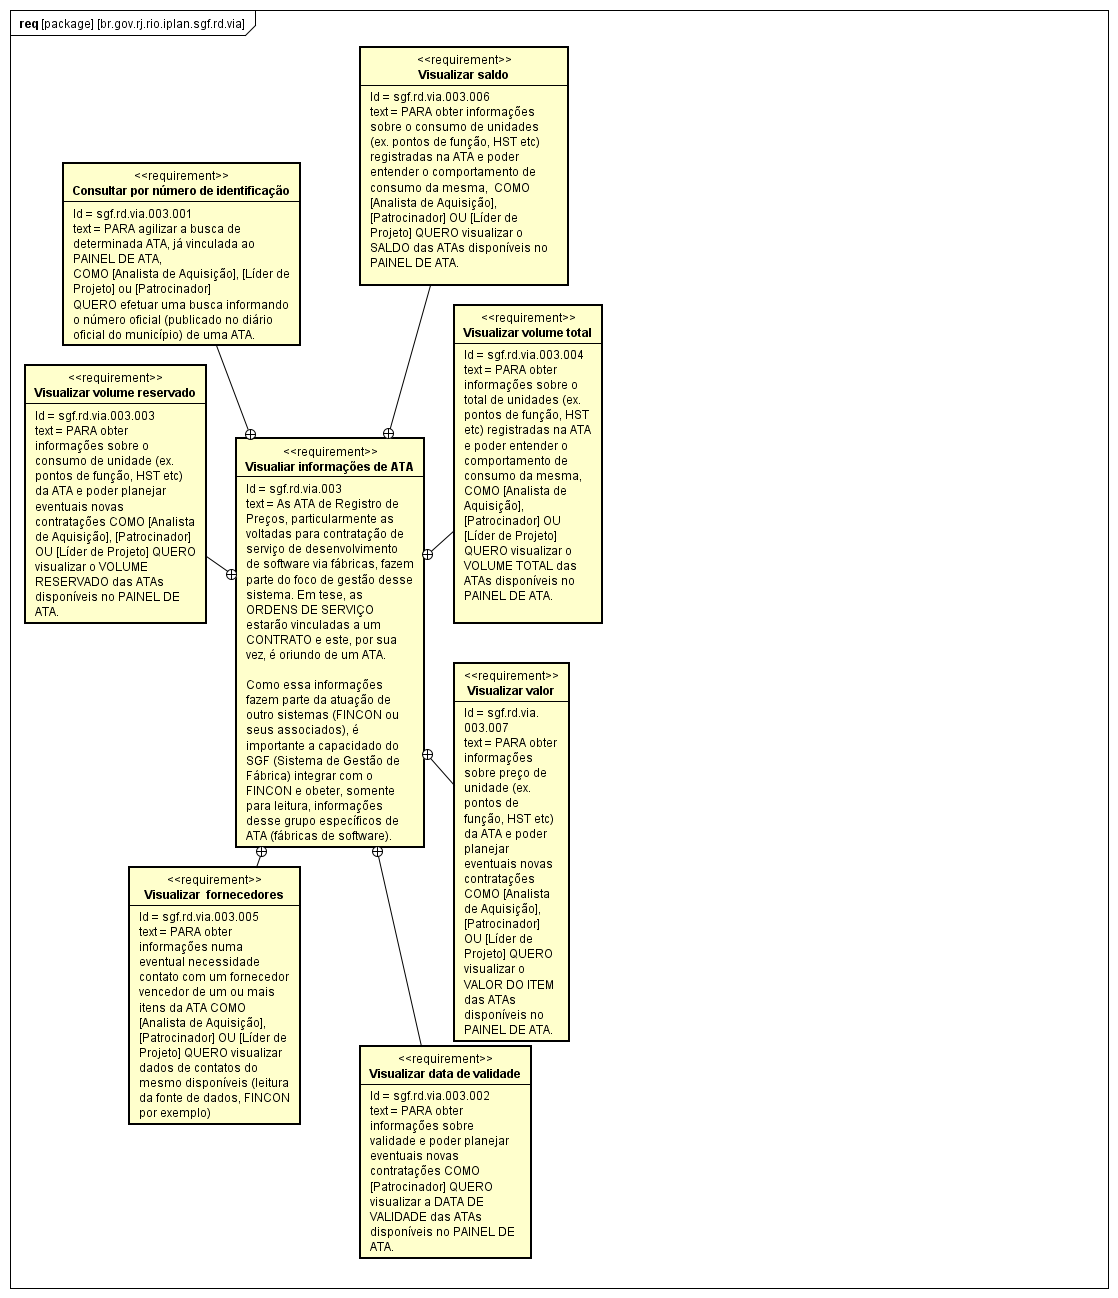 req [package] [br.gov.rj.rio.iplan.sgf.rd.via]
<<requirement>>
Visualizar saldo
Id = sgf.rd.via.003.006
text = PARA obter informações
sobre o consumo de unidades
(ex. pontos de função, HST etc)
registradas na ATA e poder
entender o comportamento de
consumo da mesma,  COMO
[Analista de Aquisição],
[Patrocinador] OU [Líder de
Projeto] QUERO visualizar o
SALDO das ATAs disponíveis no
PAINEL DE ATA.
<<requirement>>
Consultar por número de identificação
Id = sgf.rd.via.003.001
text = PARA agilizar a busca de
determinada ATA, já vinculada ao
PAINEL DE ATA,
COMO [Analista de Aquisição], [Líder de
Projeto] ou [Patrocinador]
QUERO efetuar uma busca informando
o número oficial (publicado no diário
oficial do município) de uma ATA.
<<requirement>>
Visualizar volume total
Id = sgf.rd.via.003.004
text = PARA obter
informações sobre o
total de unidades (ex.
pontos de função, HST
etc) registradas na ATA
e poder entender o
comportamento de
consumo da mesma,
COMO [Analista de
Aquisição],
[Patrocinador] OU
[Líder de Projeto]
QUERO visualizar o
VOLUME TOTAL das
ATAs disponíveis no
PAINEL DE ATA.
<<requirement>>
Visualizar volume reservado
Id = sgf.rd.via.003.003
text = PARA obter
informações sobre o
consumo de unidade (ex.
pontos de função, HST etc)
da ATA e poder planejar
eventuais novas
contratações COMO [Analista
de Aquisição], [Patrocinador]
OU [Líder de Projeto] QUERO
visualizar o VOLUME
RESERVADO das ATAs
disponíveis no PAINEL DE
ATA.
<<requirement>>
Visualiar informações de ATA
Id = sgf.rd.via.003
text = As ATA de Registro de
Preços, particularmente as
voltadas para contratação de
serviço de desenvolvimento
de software via fábricas, fazem
parte do foco de gestão desse
sistema. Em tese, as
ORDENS DE SERVIÇO
estarão vinculadas a um
CONTRATO e este, por sua
vez, é oriundo de um ATA.
Como essa informações
fazem parte da atuação de
outro sistemas (FINCON ou
seus associados), é
importante a capacidado do
SGF (Sistema de Gestão de
Fábrica) integrar com o
FINCON e obeter, somente
para leitura, informações
desse grupo específicos de
ATA (fábricas de software).
<<requirement>>
Visualizar valor
Id = sgf.rd.via.
003.007
text = PARA obter
informações
sobre preço de
unidade (ex.
pontos de
função, HST etc)
da ATA e poder
planejar
eventuais novas
contratações
COMO [Analista
de Aquisição],
[Patrocinador]
OU [Líder de
Projeto] QUERO
visualizar o
VALOR DO ITEM
das ATAs
disponíveis no
PAINEL DE ATA.
<<requirement>>
Visualizar  fornecedores
Id = sgf.rd.via.003.005
text = PARA obter
informações numa
eventual necessidade
contato com um fornecedor
vencedor de um ou mais
itens da ATA COMO
[Analista de Aquisição],
[Patrocinador] OU [Líder de
Projeto] QUERO visualizar
dados de contatos do
mesmo disponíveis (leitura
da fonte de dados, FINCON
por exemplo)
<<requirement>>
Visualizar data de validade
Id = sgf.rd.via.003.002
text = PARA obter
informações sobre
validade e poder planejar
eventuais novas
contratações COMO
[Patrocinador] QUERO
visualizar a DATA DE
VALIDADE das ATAs
disponíveis no PAINEL DE
ATA.